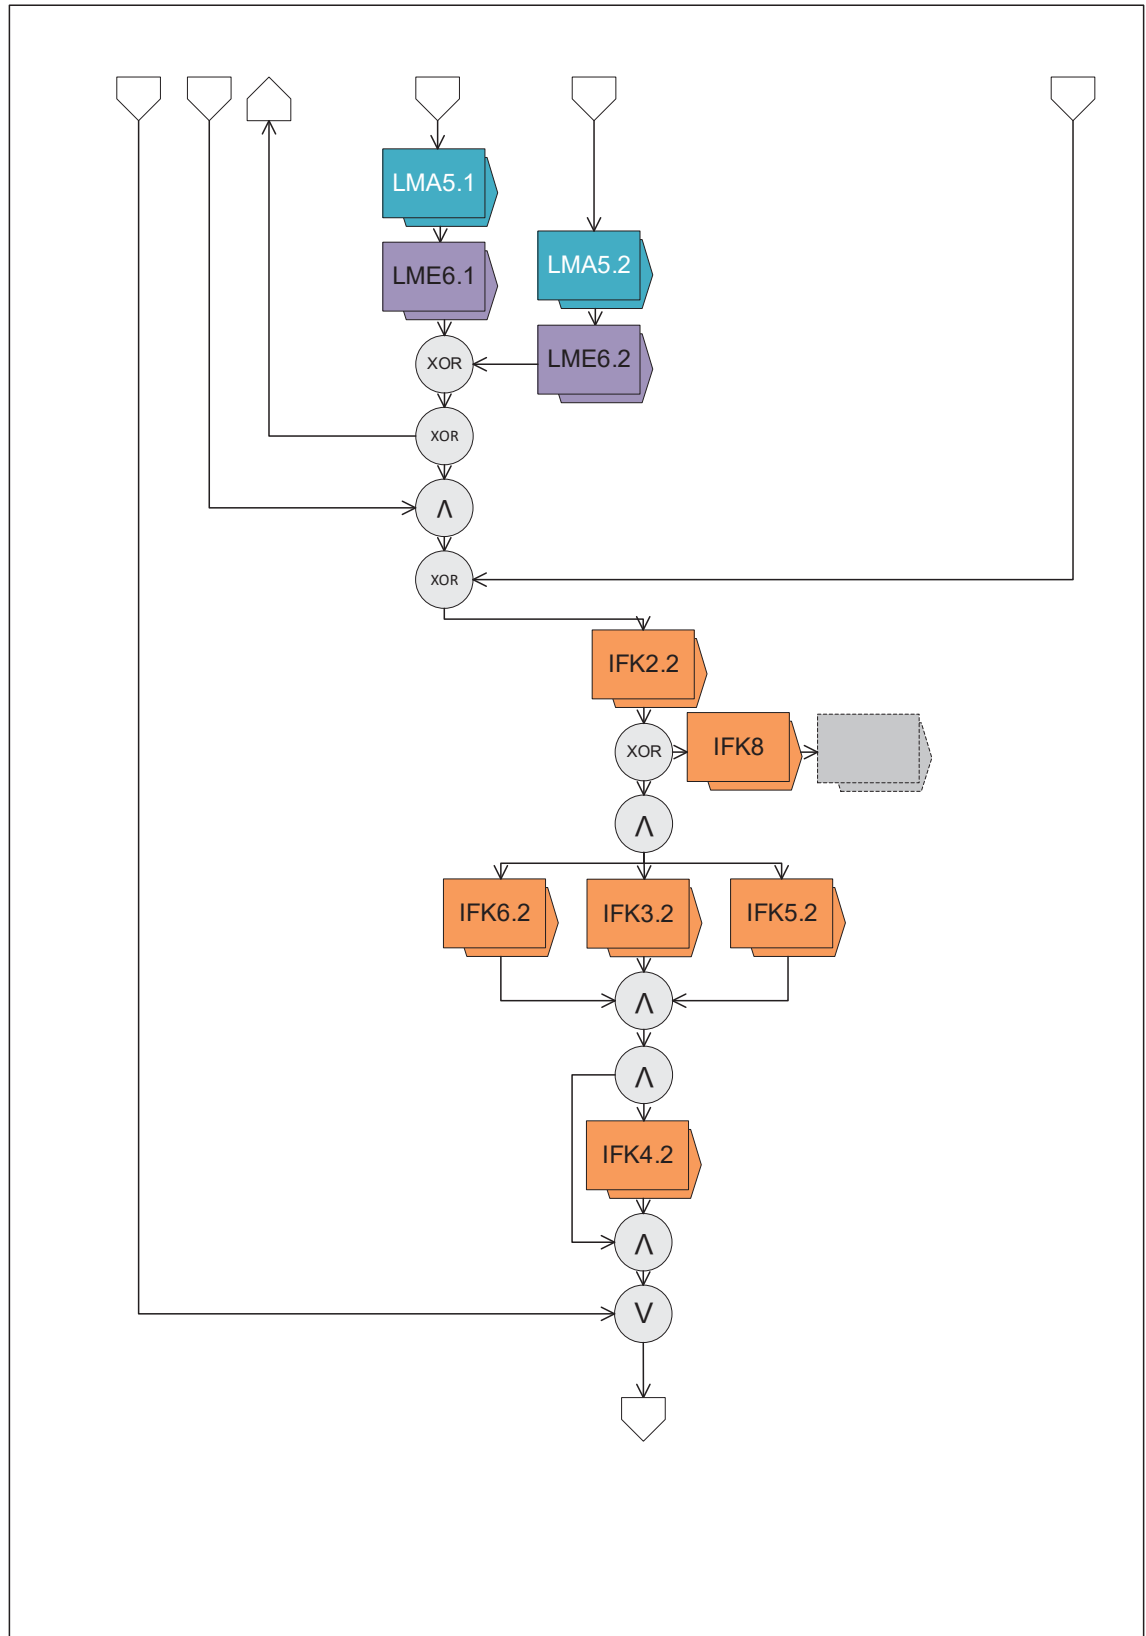 LMA5.1
LME6.1
LMA5.2
LME6.2
XOR
XOR
Λ
XOR
IFK2.2
XOR
IFK8
Λ
IFK6.2
IFK3.2
IFK5.2
Λ
Λ
IFK4.2
Λ
V